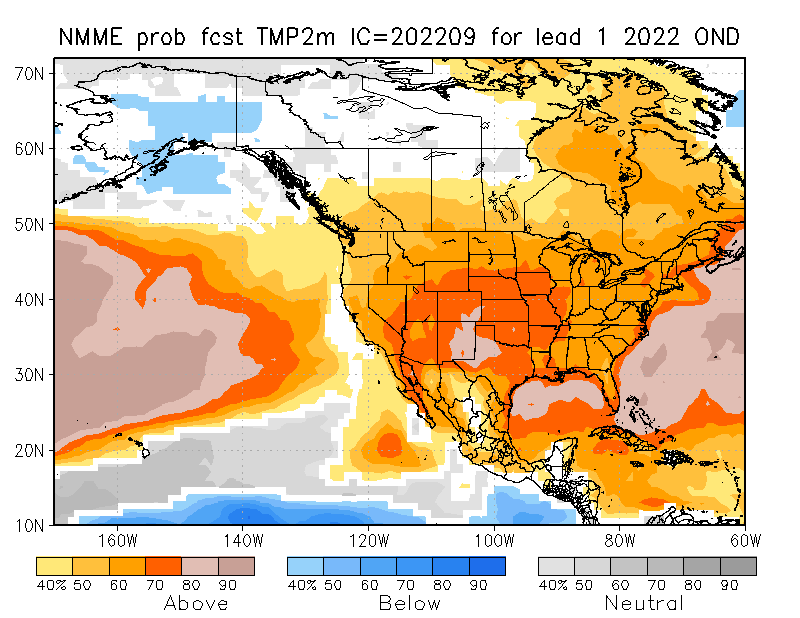 NMME prob fcst TMP2m IC=202209 for lead 1 2022 OND
70N
60N
50N
40N
30N
20N
10N
160W 140W 120W 100W 80W 60W
40% 50 60 70 80 90 40% 50 60 70 80 90 40% 50 60 70 80 90
Above Below Neutral